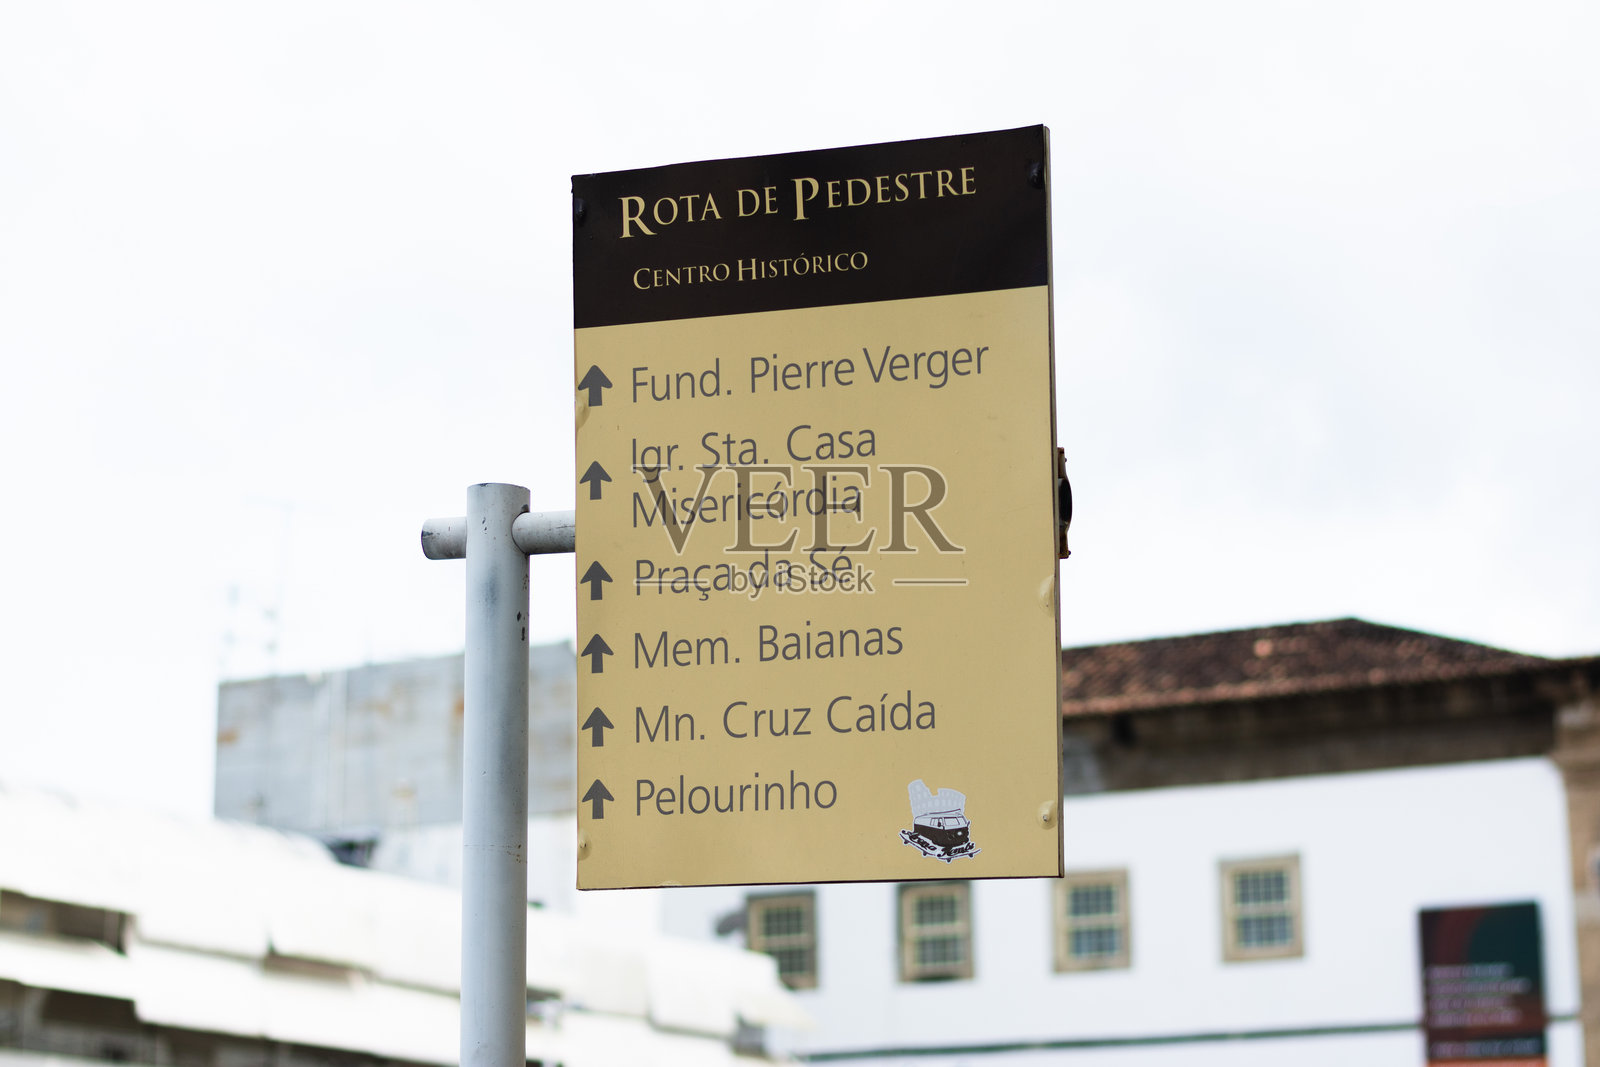 ROTA DE PEDESTRE
CENTRO HISTÓRICO
Fund. Pierre Verger
Igr. Sta. Casa
Misericórdia
Praça da Sé
Mem. Baianas
Mn. Cruz Caída
Pelourinho
VEER
by iStock